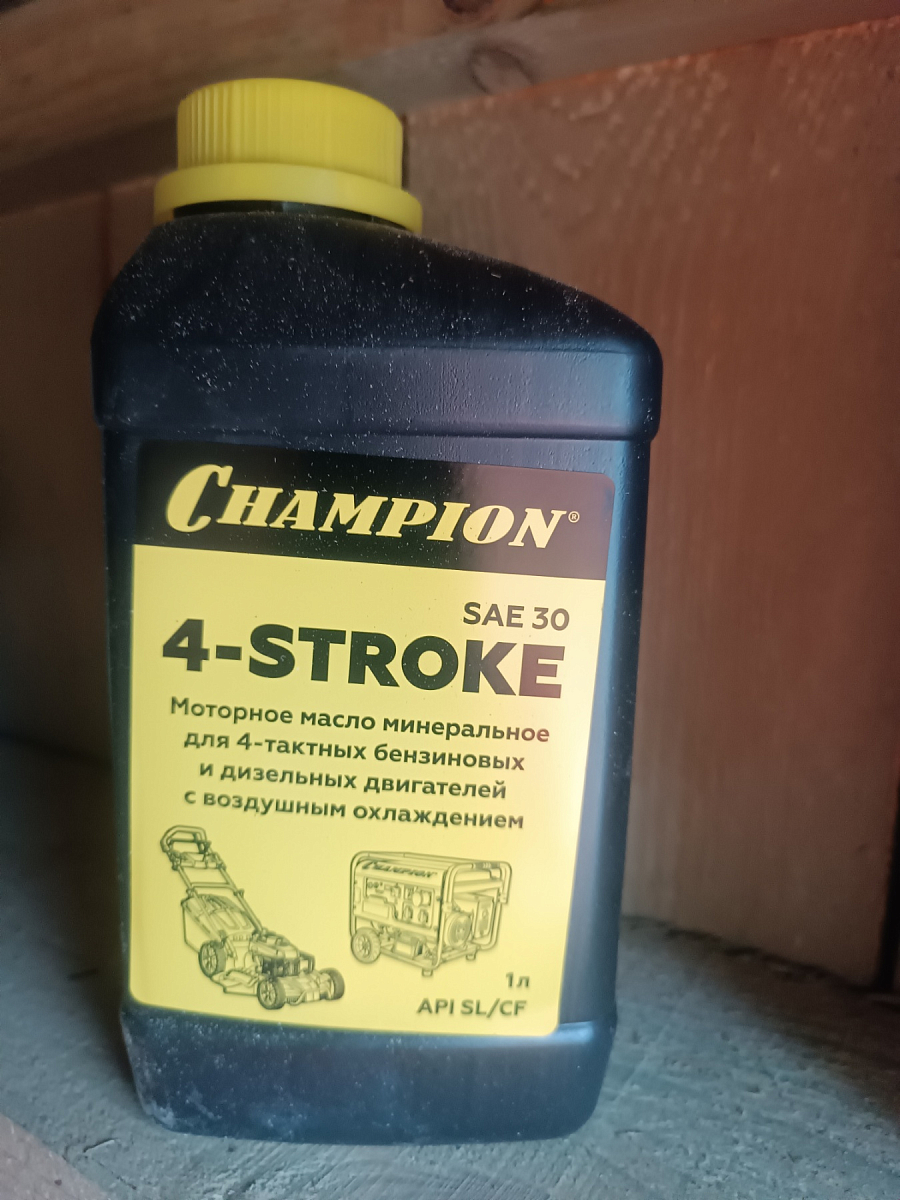 CHAMPION®
SAE 30
4-STROKE
Моторное масло минеральное
для 4-тактных бензиновых
и дизельных двигателей
с воздушным охлаждением
CHAMPION
1л
API SL/CF